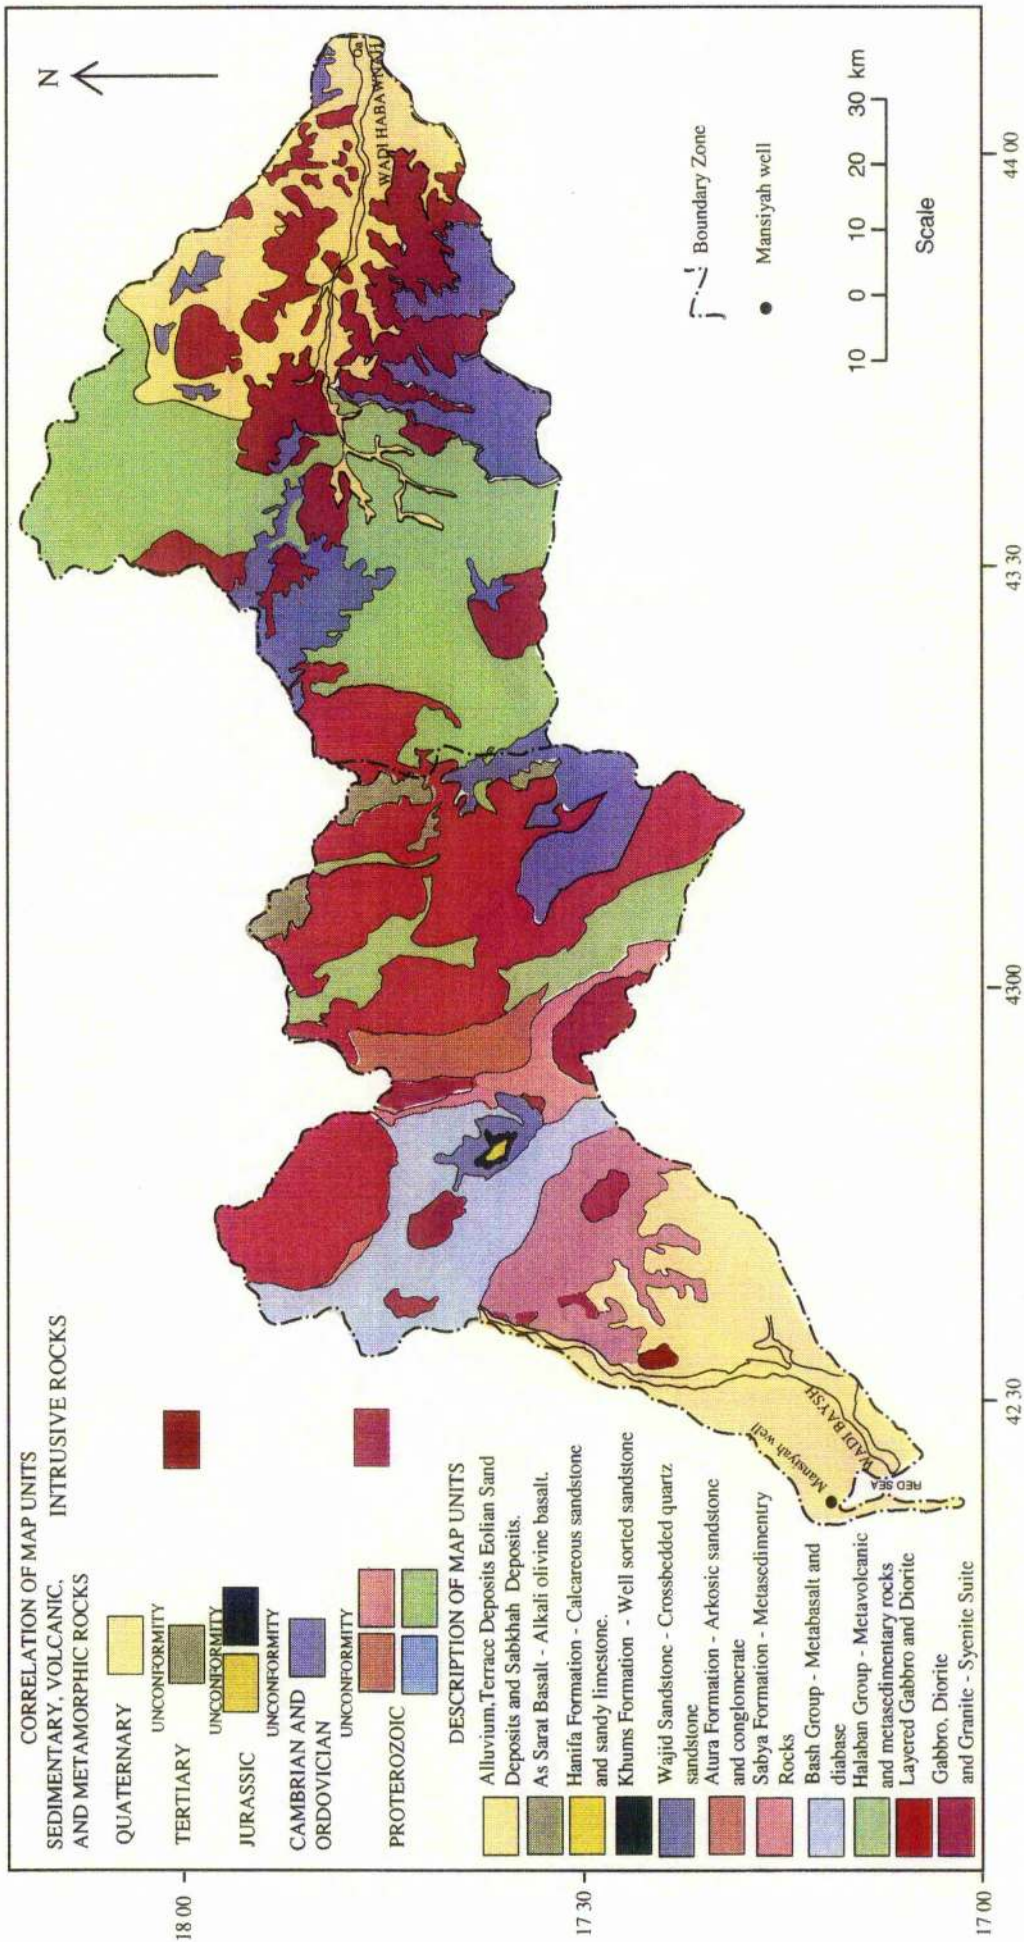 CORRELATION OF MAP UNITS
SEDIMENTARY, VOLCANIC,
AND METAMORPHIC ROCKS
INTRUSIVE ROCKS
QUATERNARY
UNCONFORMITY
TERTIARY
UNCONFORMITY
JURASSIC
UNCONFORMITY
CAMBRIAN AND
ORDOVICIAN
UNCONFORMITY
PROTEROZOIC
DESCRIPTION OF MAP UNITS
Alluvium,Terrace Deposits Eolian Sand
Deposits and Sabkhah Deposits.
As Sarat Basalt - Alkali olivine basalt.
Hanifa Formation - Calcareous sandstone
and sandy limestone.
Khums Formation - Well sorted sandstone
Wajid Sandstone - Crossbedded quartz
sandstone
Atura Formation - Arkosic sandstone
and conglomerate
Sabya Formation - Metasedimentry
Rocks
Bash Group - Metabasalt and
diabase
Halaban Group - Metavolcanic
and metasedimentary rocks
Layered Gabbro and Diorite
Gabbro, Diorite
and Granite - Syenite Suite
N
Qa
WADI HABAWNAH
Mansiyah well
WADI BAYSH
RED SEA
Boundary Zone
Mansiyah well
10 0 10 20 30 km
Scale
18 00
17 30
17 00
42 30
43 00
43 30
44 00